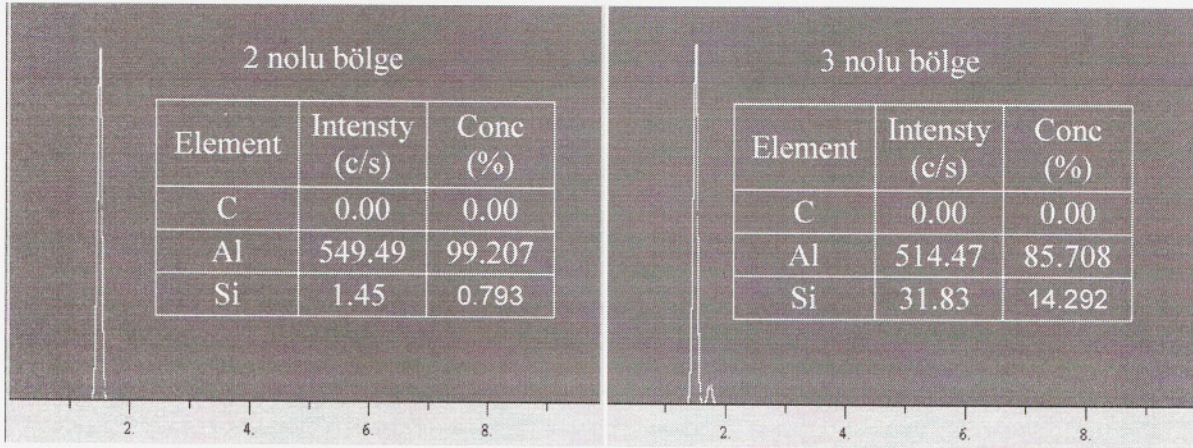 2 nolu bölge
Element Intensty (c/s) Conc (%)
C 0.00 0.00
Al 549.49 99.207
Si 1.45 0.793
2. 4. 6. 8.
3 nolu bölge
Element Intensty (c/s) Conc (%)
C 0.00 0.00
Al 514.47 85.708
Si 31.83 14.292
2. 4. 6. 8.